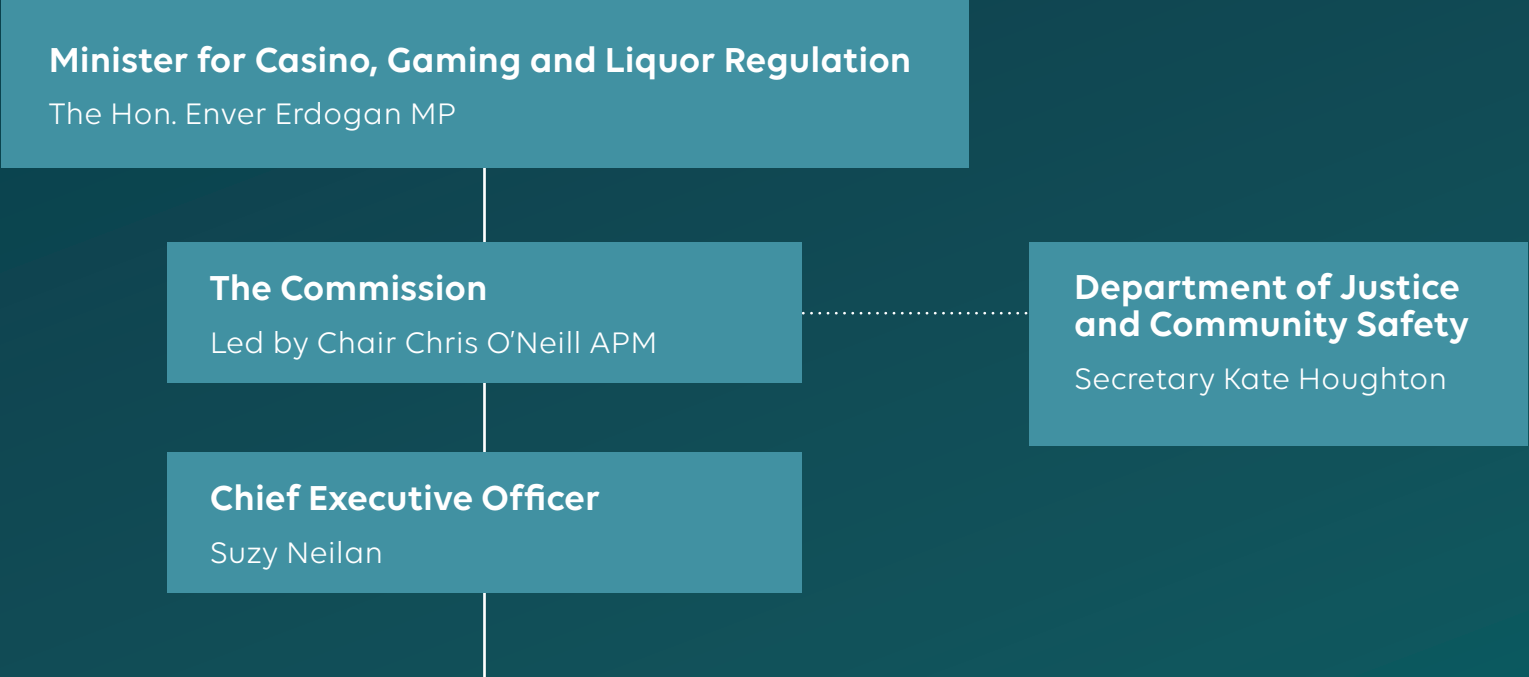 Minister for Casino, Gaming and Liquor Regulation
The Hon. Enver Erdogan MP
The Commission
Led by Chair Chris O’Neill APM
Department of Justice
and Community Safety
Secretary Kate Houghton
Chief Executive Officer
Suzy Neilan